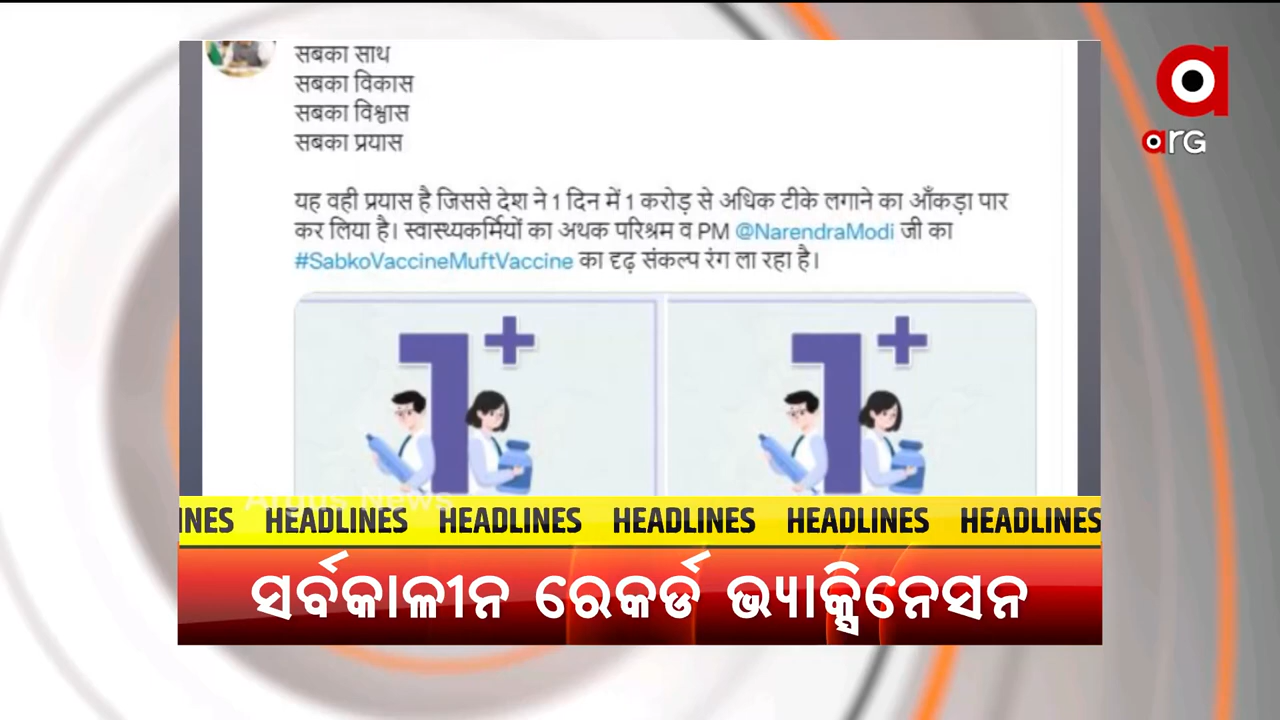 सबका साथ
सबका विकास
सबका विश्वास
सबका प्रयास
यह वही प्रयास है जिससे देश ने 1 दिन में 1 करोड़ से अधिक टीके लगाने का आँकड़ा पार
कर लिया है। स्वास्थ्यकर्मियों का अथक परिश्रम व PM @NarendraModi जी का
#SabkoVaccineMuftVaccine का दृढ़ संकल्प रंग ला रहा है।
1+ 1+
arG
Argus News
INES HEADLINES HEADLINES HEADLINES HEADLINES HEADLINES
ସର୍ବକାଳୀନ ରେକର୍ଡ ଭ୍ୟାକ୍ସିନେସନ